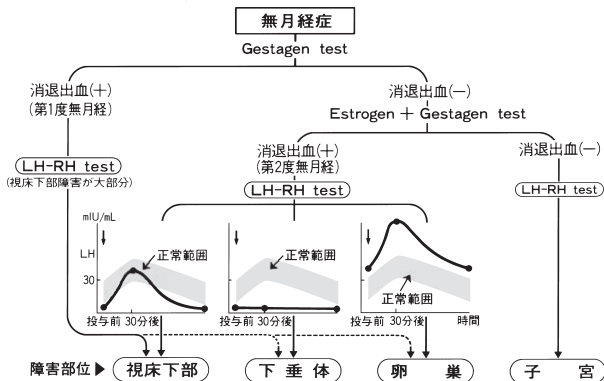 無月経症
Gestagen test
消退出血(+)
(第1度無月経)
消退出血(−)
Estrogen + Gestagen test
消退出血(+)
(第2度無月経)
消退出血(−)
LH-RH test
(視床下部障害が大部分)
LH-RH test
LH-RH test
mIU/mL
LH
30
正常範囲
正常範囲
正常範囲
投与前 30分後
投与前 30分後
投与前 30分後 時間
障害部位▶
視床下部
下垂体
卵巣
子宮